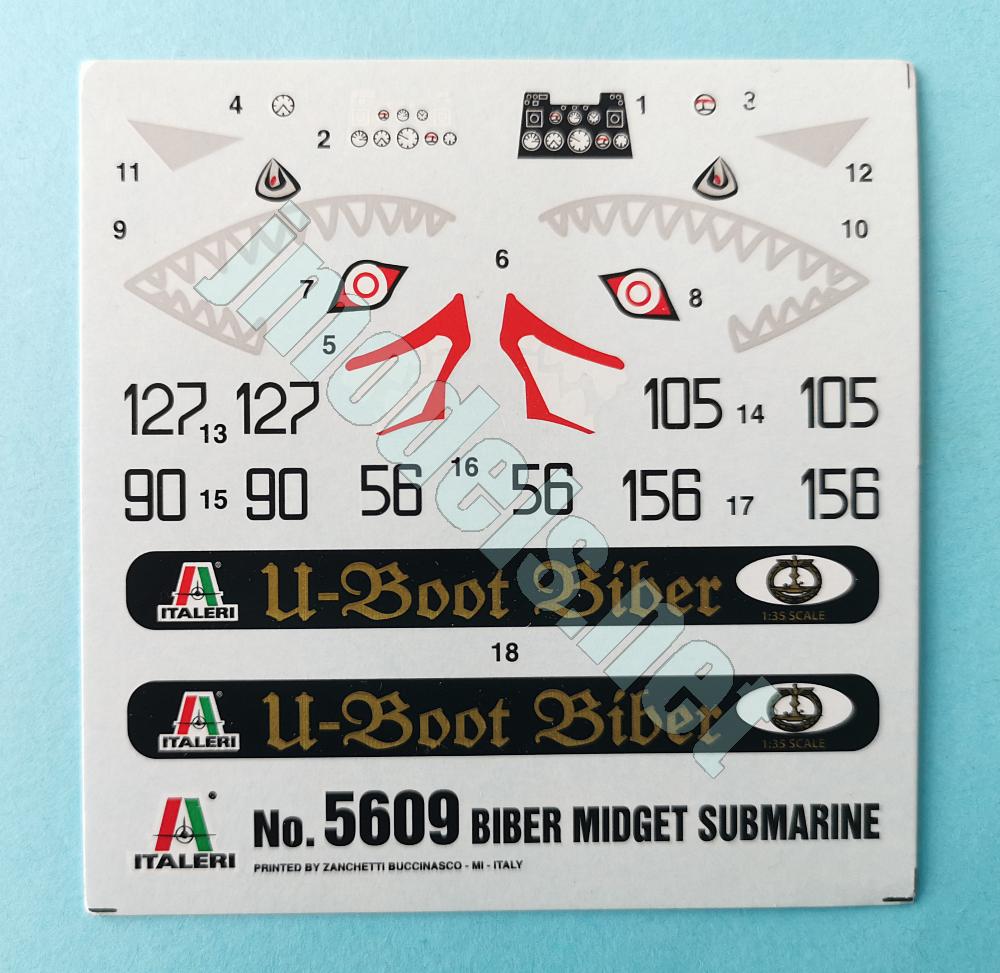 4 1 3
2
11 12
9 10
6
7 8
5
127 13 127 105 14 105
90 15 90 56 16 56 156 17 156
ITALERI ® U-Boot Biber 1:35 SCALE
18
ITALERI ® U-Boot Biber 1:35 SCALE
ITALERI No. 5609 BIBER MIDGET SUBMARINE
PRINTED BY ZANCHETTI BUCCINASCO - MI - ITALY
jmodels.net